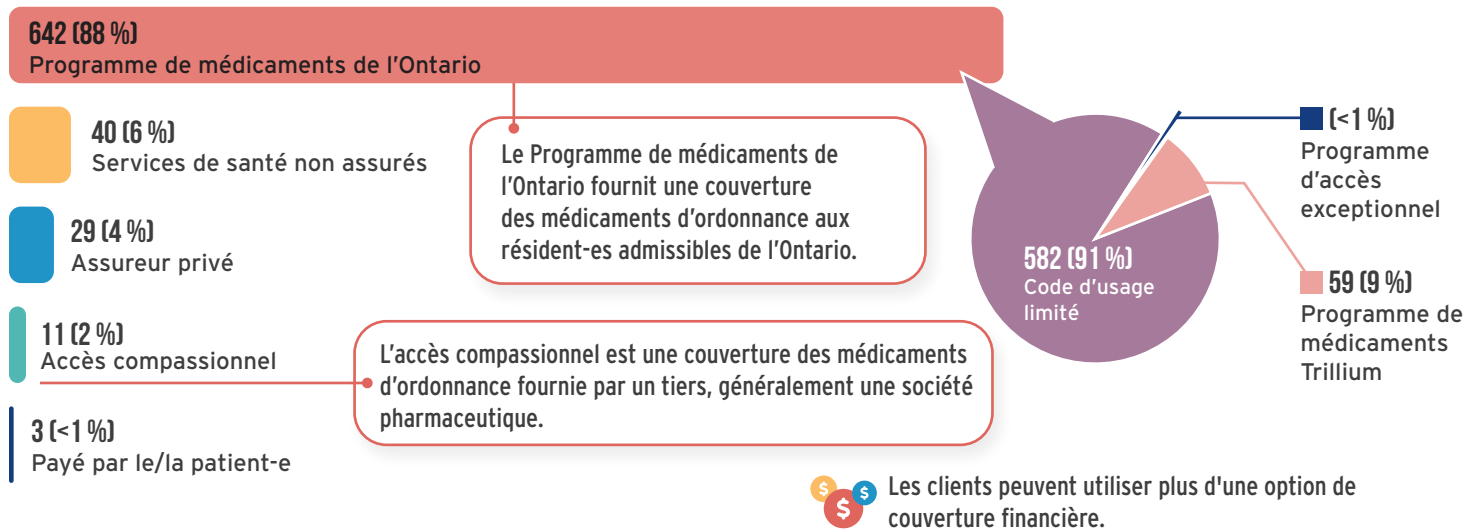 642 (88 %)
Programme de médicaments de l'Ontario
40 (6 %)
Services de santé non assurés
29 (4 %)
Assureur privé
11 (2 %)
Accès compassionnel
3 (<1 %)
Payé par le/la patient-e
Le Programme de médicaments de
l'Ontario fournit une couverture
des médicaments d'ordonnance aux
résident-es admissibles de l'Ontario.
L'accès compassionnel est une couverture des médicaments
d'ordonnance fournie par un tiers, généralement une société
pharmaceutique.
582 (91 %)
Code d'usage
limité
(<1 %)
Programme
d'accès
exceptionnel
59 (9 %)
Programme de
médicaments
Trillium
$ $ $
Les clients peuvent utiliser plus d'une option de
couverture financière.